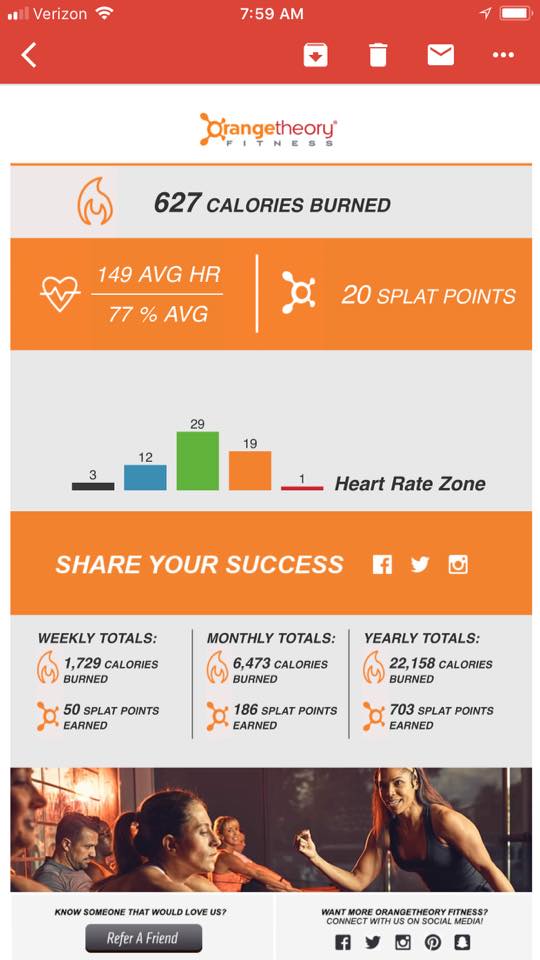 Verizon 7:59 AM
Orangetheory®
FITNESS
627 CALORIES BURNED
149 AVG HR
77 % AVG
20 SPLAT POINTS
3
12
29
19
1
Heart Rate Zone
SHARE YOUR SUCCESS
WEEKLY TOTALS:
1,729 CALORIES
BURNED
50 SPLAT POINTS
EARNED
MONTHLY TOTALS:
6,473 CALORIES
BURNED
186 SPLAT POINTS
EARNED
YEARLY TOTALS:
22,158 CALORIES
BURNED
703 SPLAT POINTS
EARNED
KNOW SOMEONE THAT WOULD LOVE US?
Refer A Friend
WANT MORE ORANGETHEORY FITNESS?
CONNECT WITH US ON SOCIAL MEDIA!